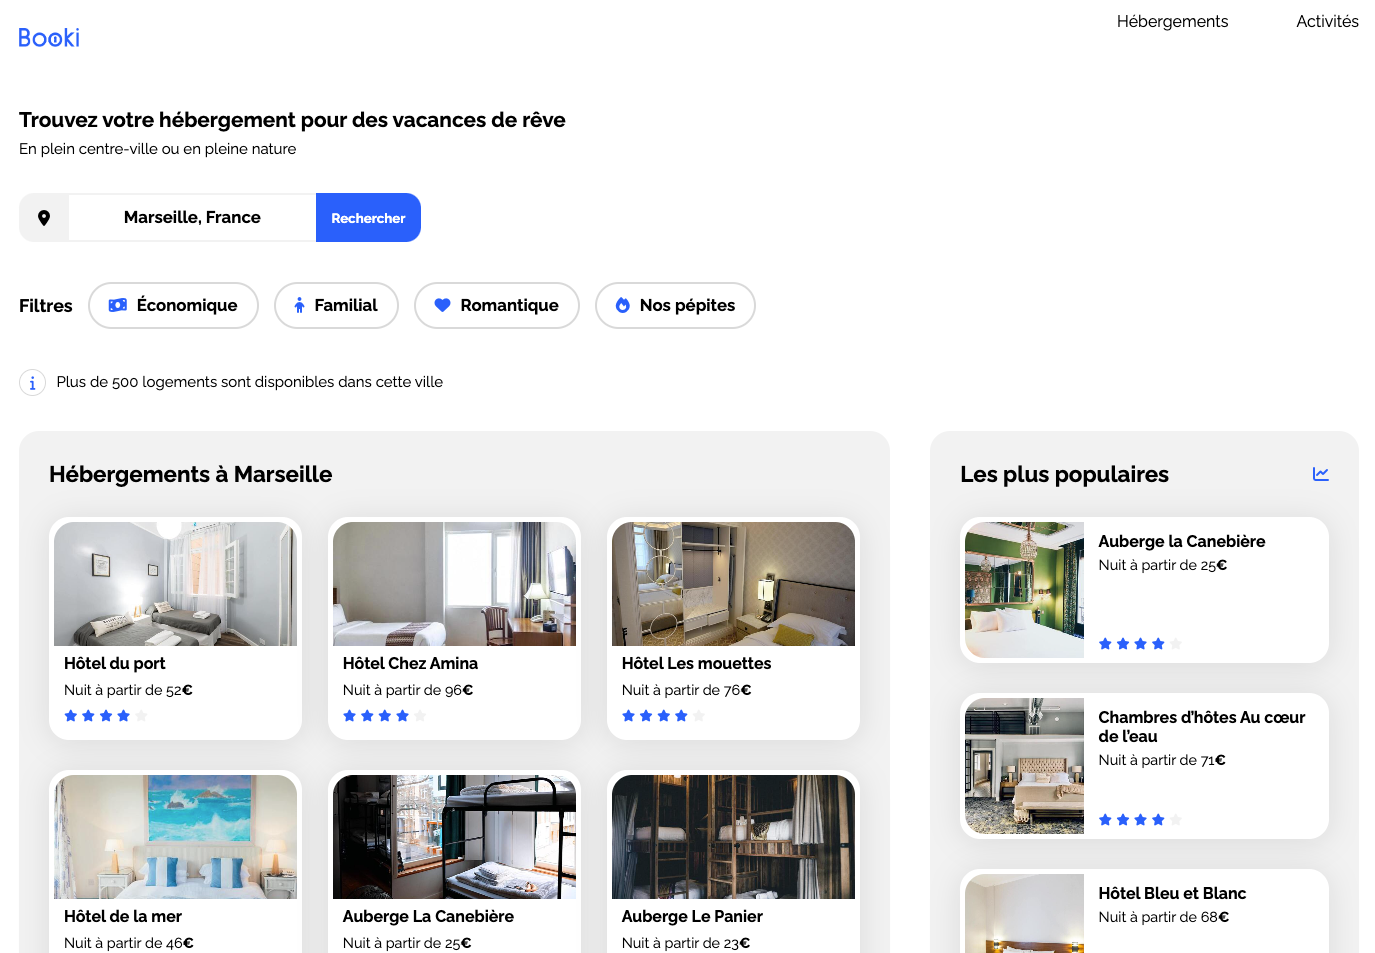 Booki
Hébergements
Activités
Trouvez votre hébergement pour des vacances de rêve
En plein centre-ville ou en pleine nature
Marseille, France
Rechercher
Filtres
Économique
Familial
Romantique
Nos pépites
Plus de 500 logements sont disponibles dans cette ville
Hébergements à Marseille
Hôtel du port
Nuit à partir de 52€
Hôtel Chez Amina
Nuit à partir de 96€
Hôtel Les mouettes
Nuit à partir de 76€
Hôtel de la mer
Nuit à partir de 46€
Auberge La Canebière
Nuit à partir de 25€
Auberge Le Panier
Nuit à partir de 23€
Les plus populaires
Auberge la Canebière
Nuit à partir de 25€
Chambres d’hôtes Au cœur
de l’eau
Nuit à partir de 71€
Hôtel Bleu et Blanc
Nuit à partir de 68€